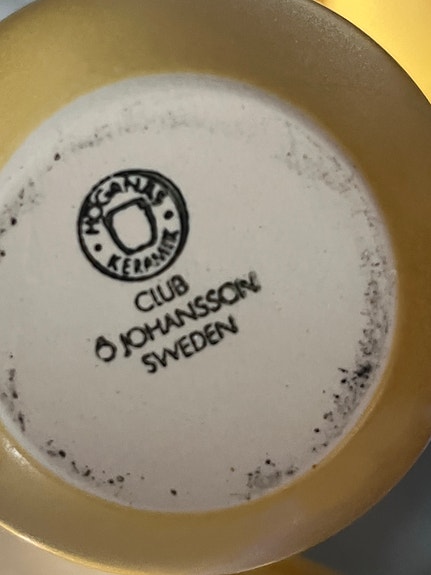 HÖGANÄS
KERAMIK
CLUB
Ö JOHANSSON
SWEDEN